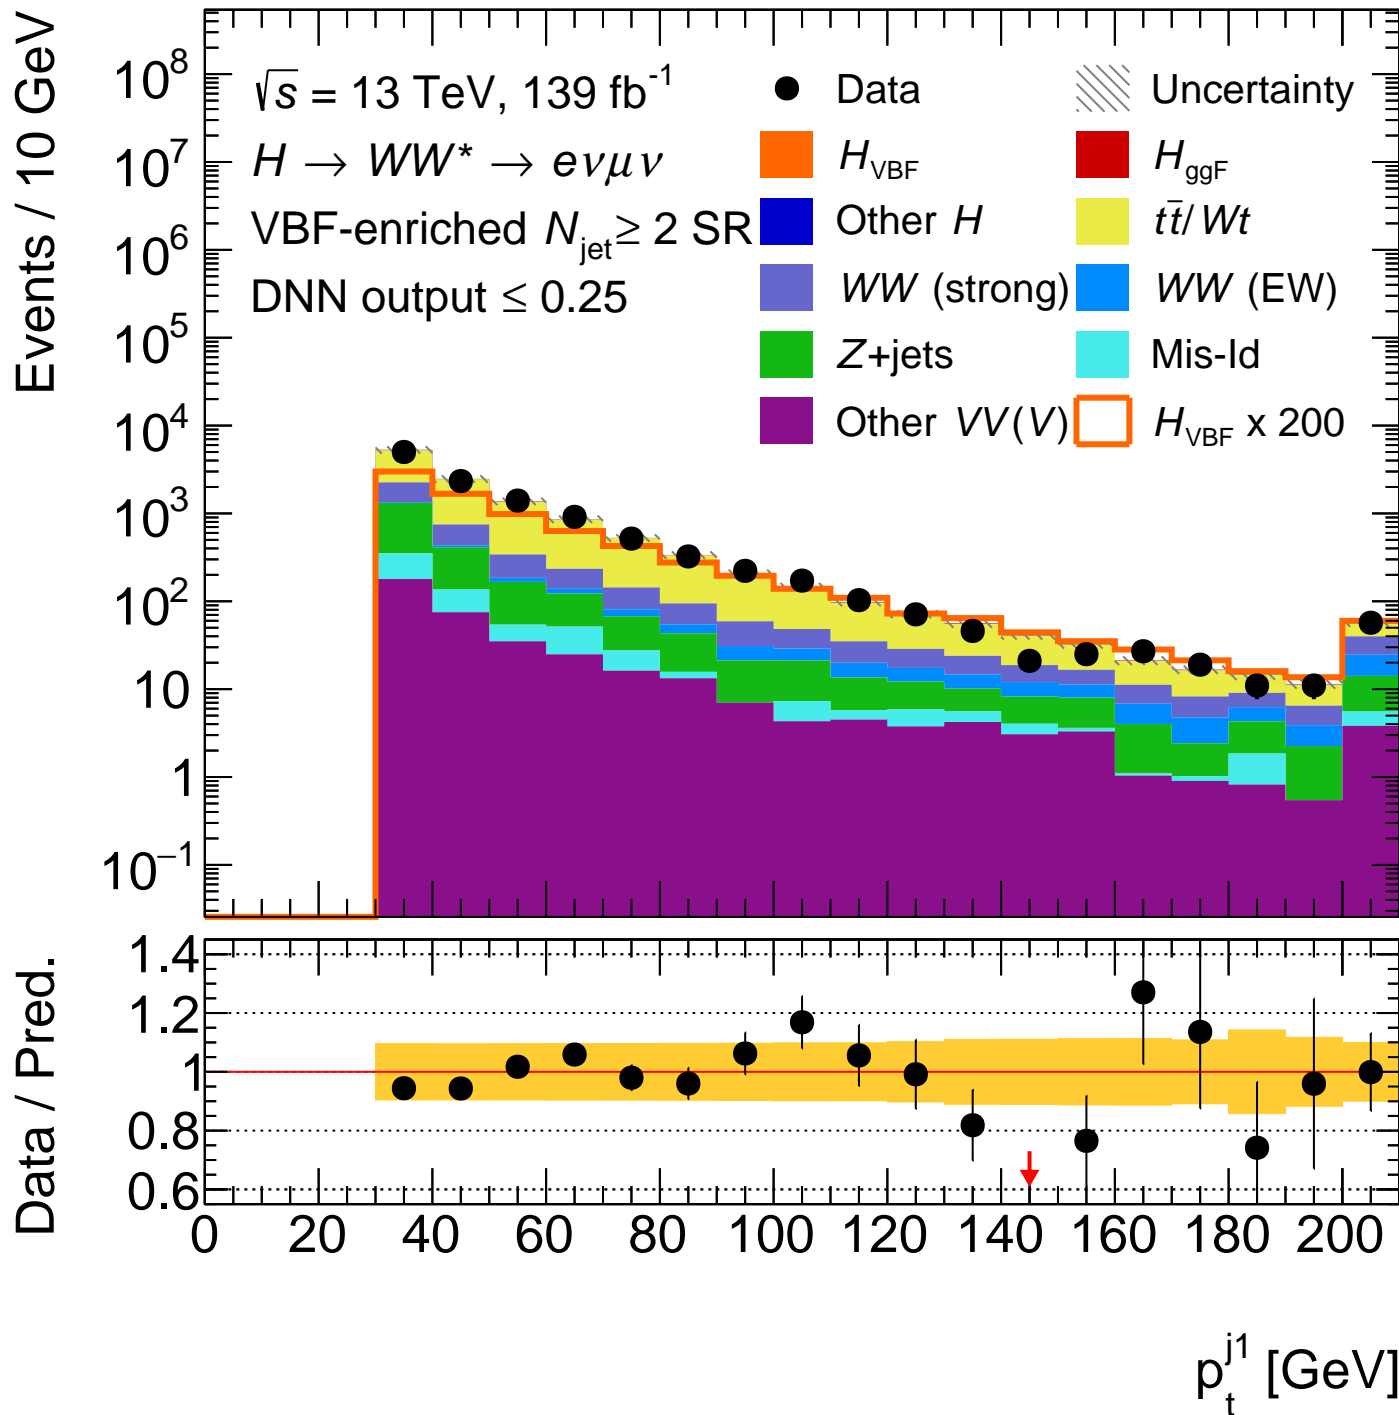 Events / 10 GeV
10⁸
10⁷
10⁶
10⁵
10⁴
10³
10²
10
1
10⁻¹
√s = 13 TeV, 139 fb⁻¹
H → WW* → eνμν
VBF-enriched N_jet ≥ 2 SR
DNN output ≤ 0.25
Data
Uncertainty
H_VBF
H_ggF
Other H
tt̄/Wt
WW (strong)
WW (EW)
Z+jets
Mis-Id
Other VV(V)
H_VBF x 200
Data / Pred.
1.4
1.2
1
0.8
0.6
0 20 40 60 80 100 120 140 160 180 200
p_t^j1 [GeV]